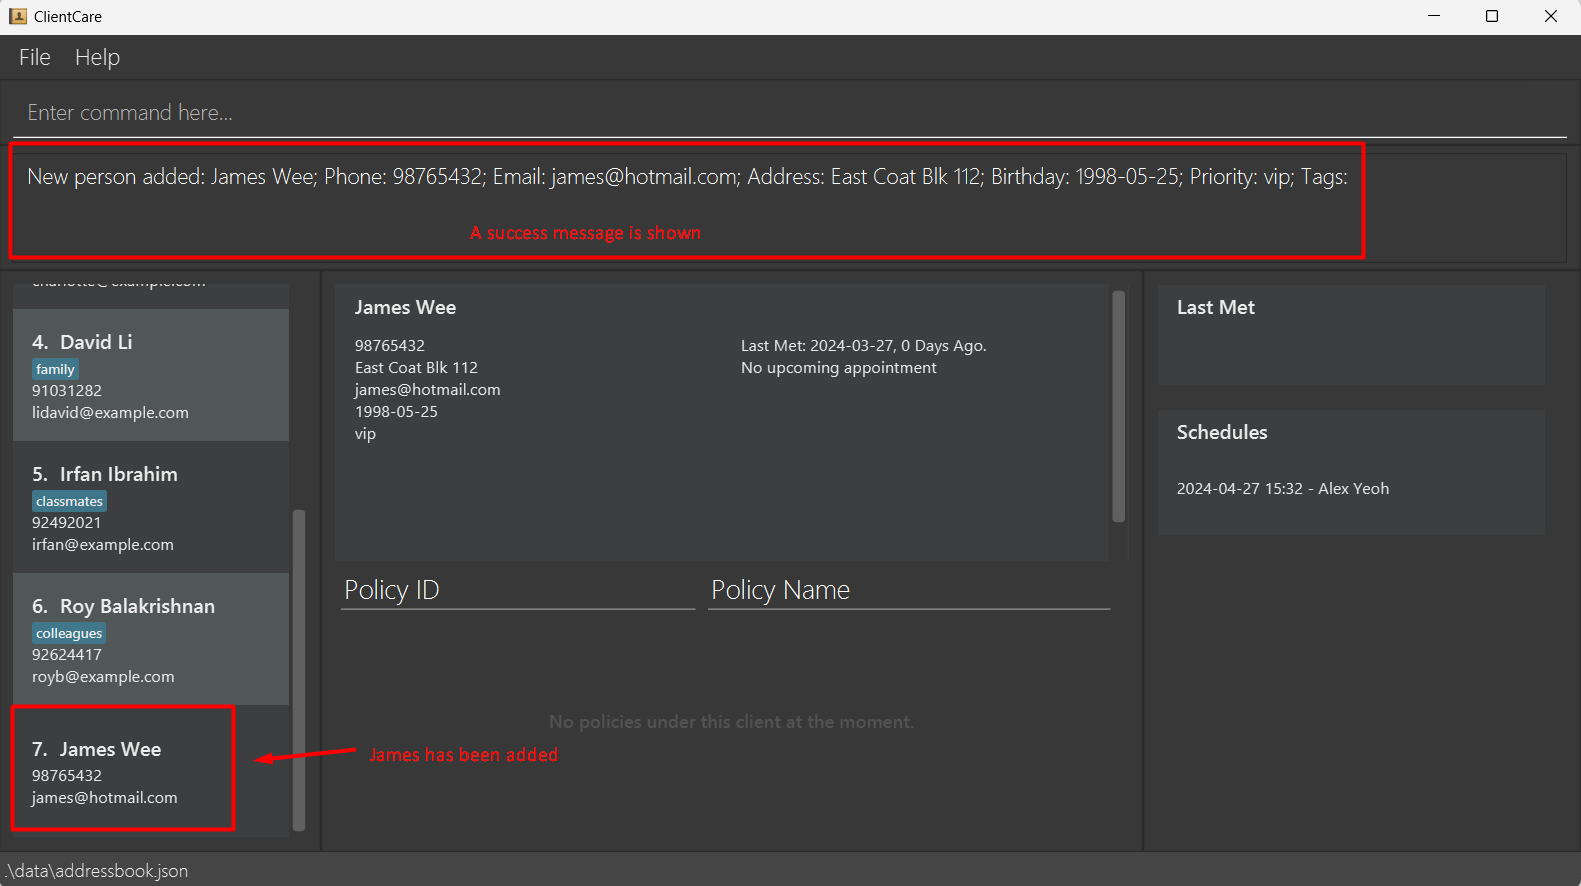 ClientCare
File Help
Enter command here...
New person added: James Wee; Phone: 98765432; Email: james@hotmail.com; Address: East Coat Blk 112; Birthday: 1998-05-25; Priority: vip; Tags:
A success message is shown
charlotte@example.com
4. David Li
family
91031282
lidavid@example.com
5. Irfan Ibrahim
classmates
92492021
irfan@example.com
6. Roy Balakrishnan
colleagues
92624417
royb@example.com
7. James Wee
98765432
james@hotmail.com
James has been added
James Wee
98765432
East Coat Blk 112
james@hotmail.com
1998-05-25
vip
Last Met: 2024-03-27, 0 Days Ago.
No upcoming appointment
Policy ID Policy Name
No policies under this client at the moment.
Last Met
Schedules
2024-04-27 15:32 - Alex Yeoh
.\data\addressbook.json